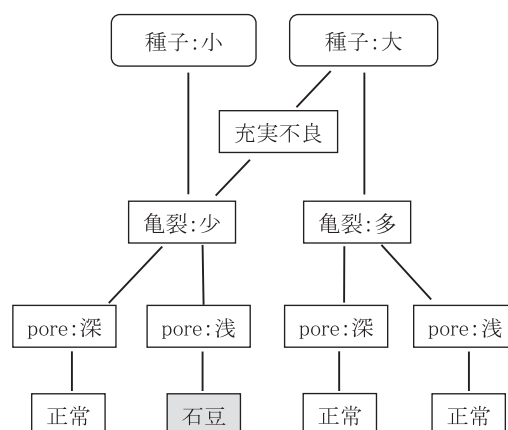 種子:小
種子:大
充実不良
亀裂:少
亀裂:多
pore:深
pore:浅
pore:深
pore:浅
正常
石豆
正常
正常